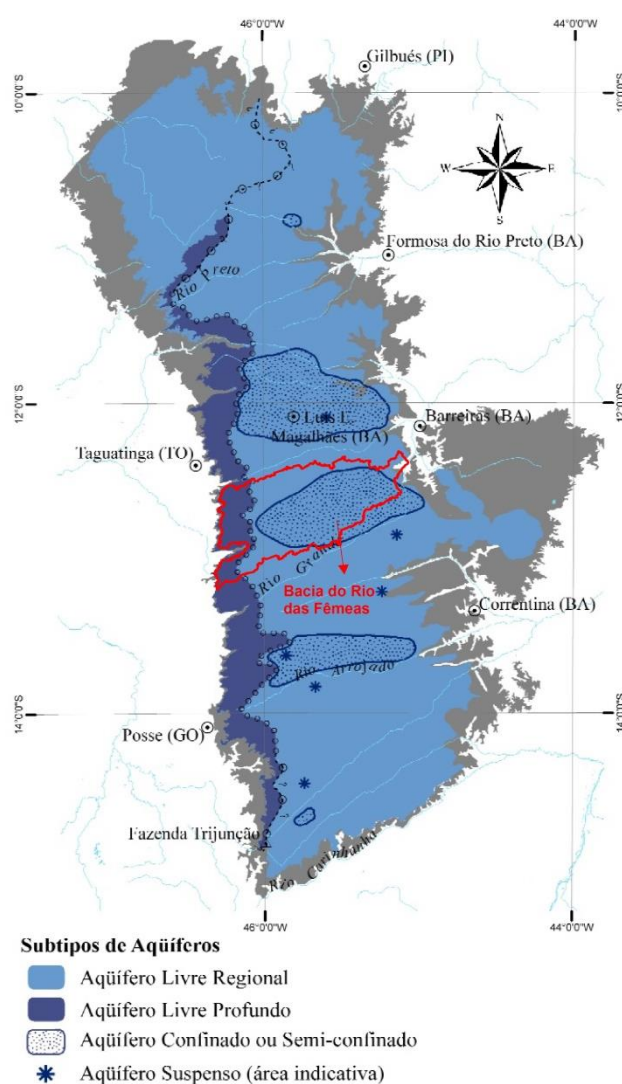 46°0'0"W
44°0'0"W
Gilbués (PI)
10°0'0"S
10°0'0"S
N
W
E
S
Formosa do Rio Preto (BA)
Rio Preto
12°0'0"S
12°0'0"S
Luís E.
Magalhães (BA)
Barreiras (BA)
Taguatinga (TO)
Rio Grande
Bacia do Rio
das Fêmeas
Correntina (BA)
Rio Arrojado
14°0'0"S
14°0'0"S
Posse (GO)
Fazenda Trijunção
Rio Carinhanha
46°0'0"W
44°0'0"W
Subtipos de Aqüíferos
Aqüífero Livre Regional
Aqüífero Livre Profundo
Aqüífero Confinado ou Semi-confinado
Aqüífero Suspenso (área indicativa)